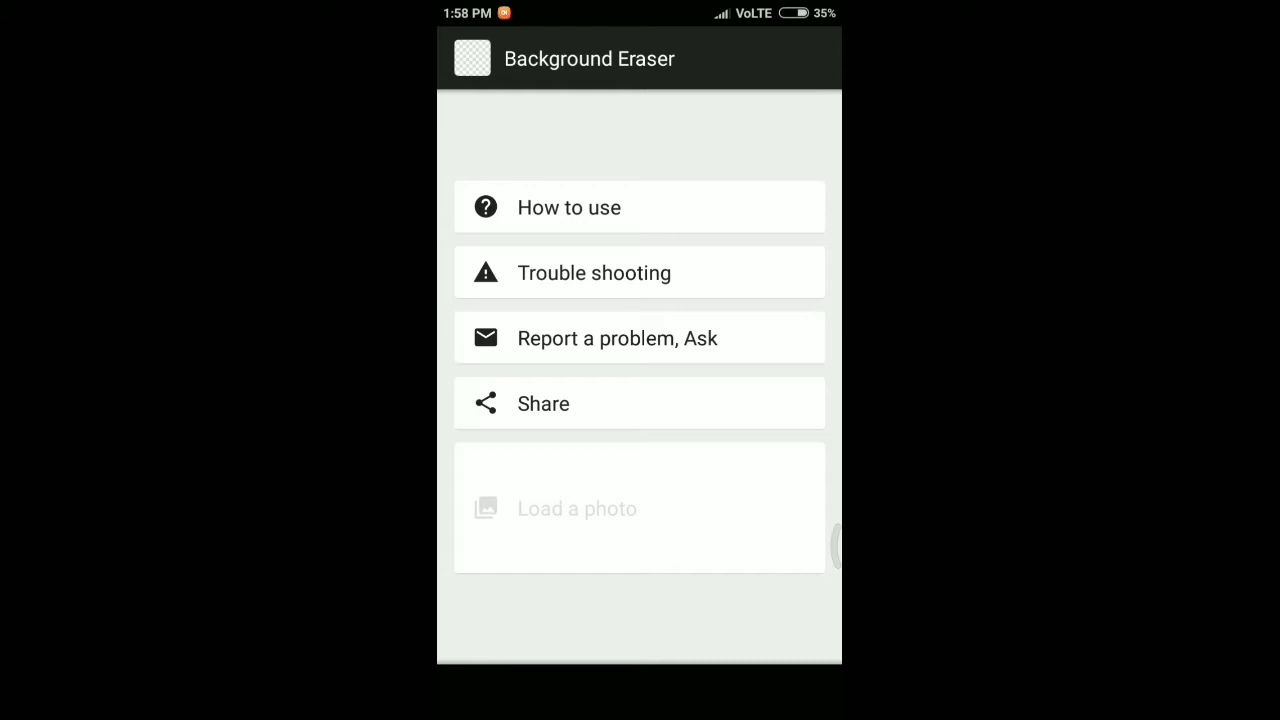 1:58 PM VoLTE 35%
Background Eraser
How to use
Trouble shooting
Report a problem, Ask
Share
Load a photo